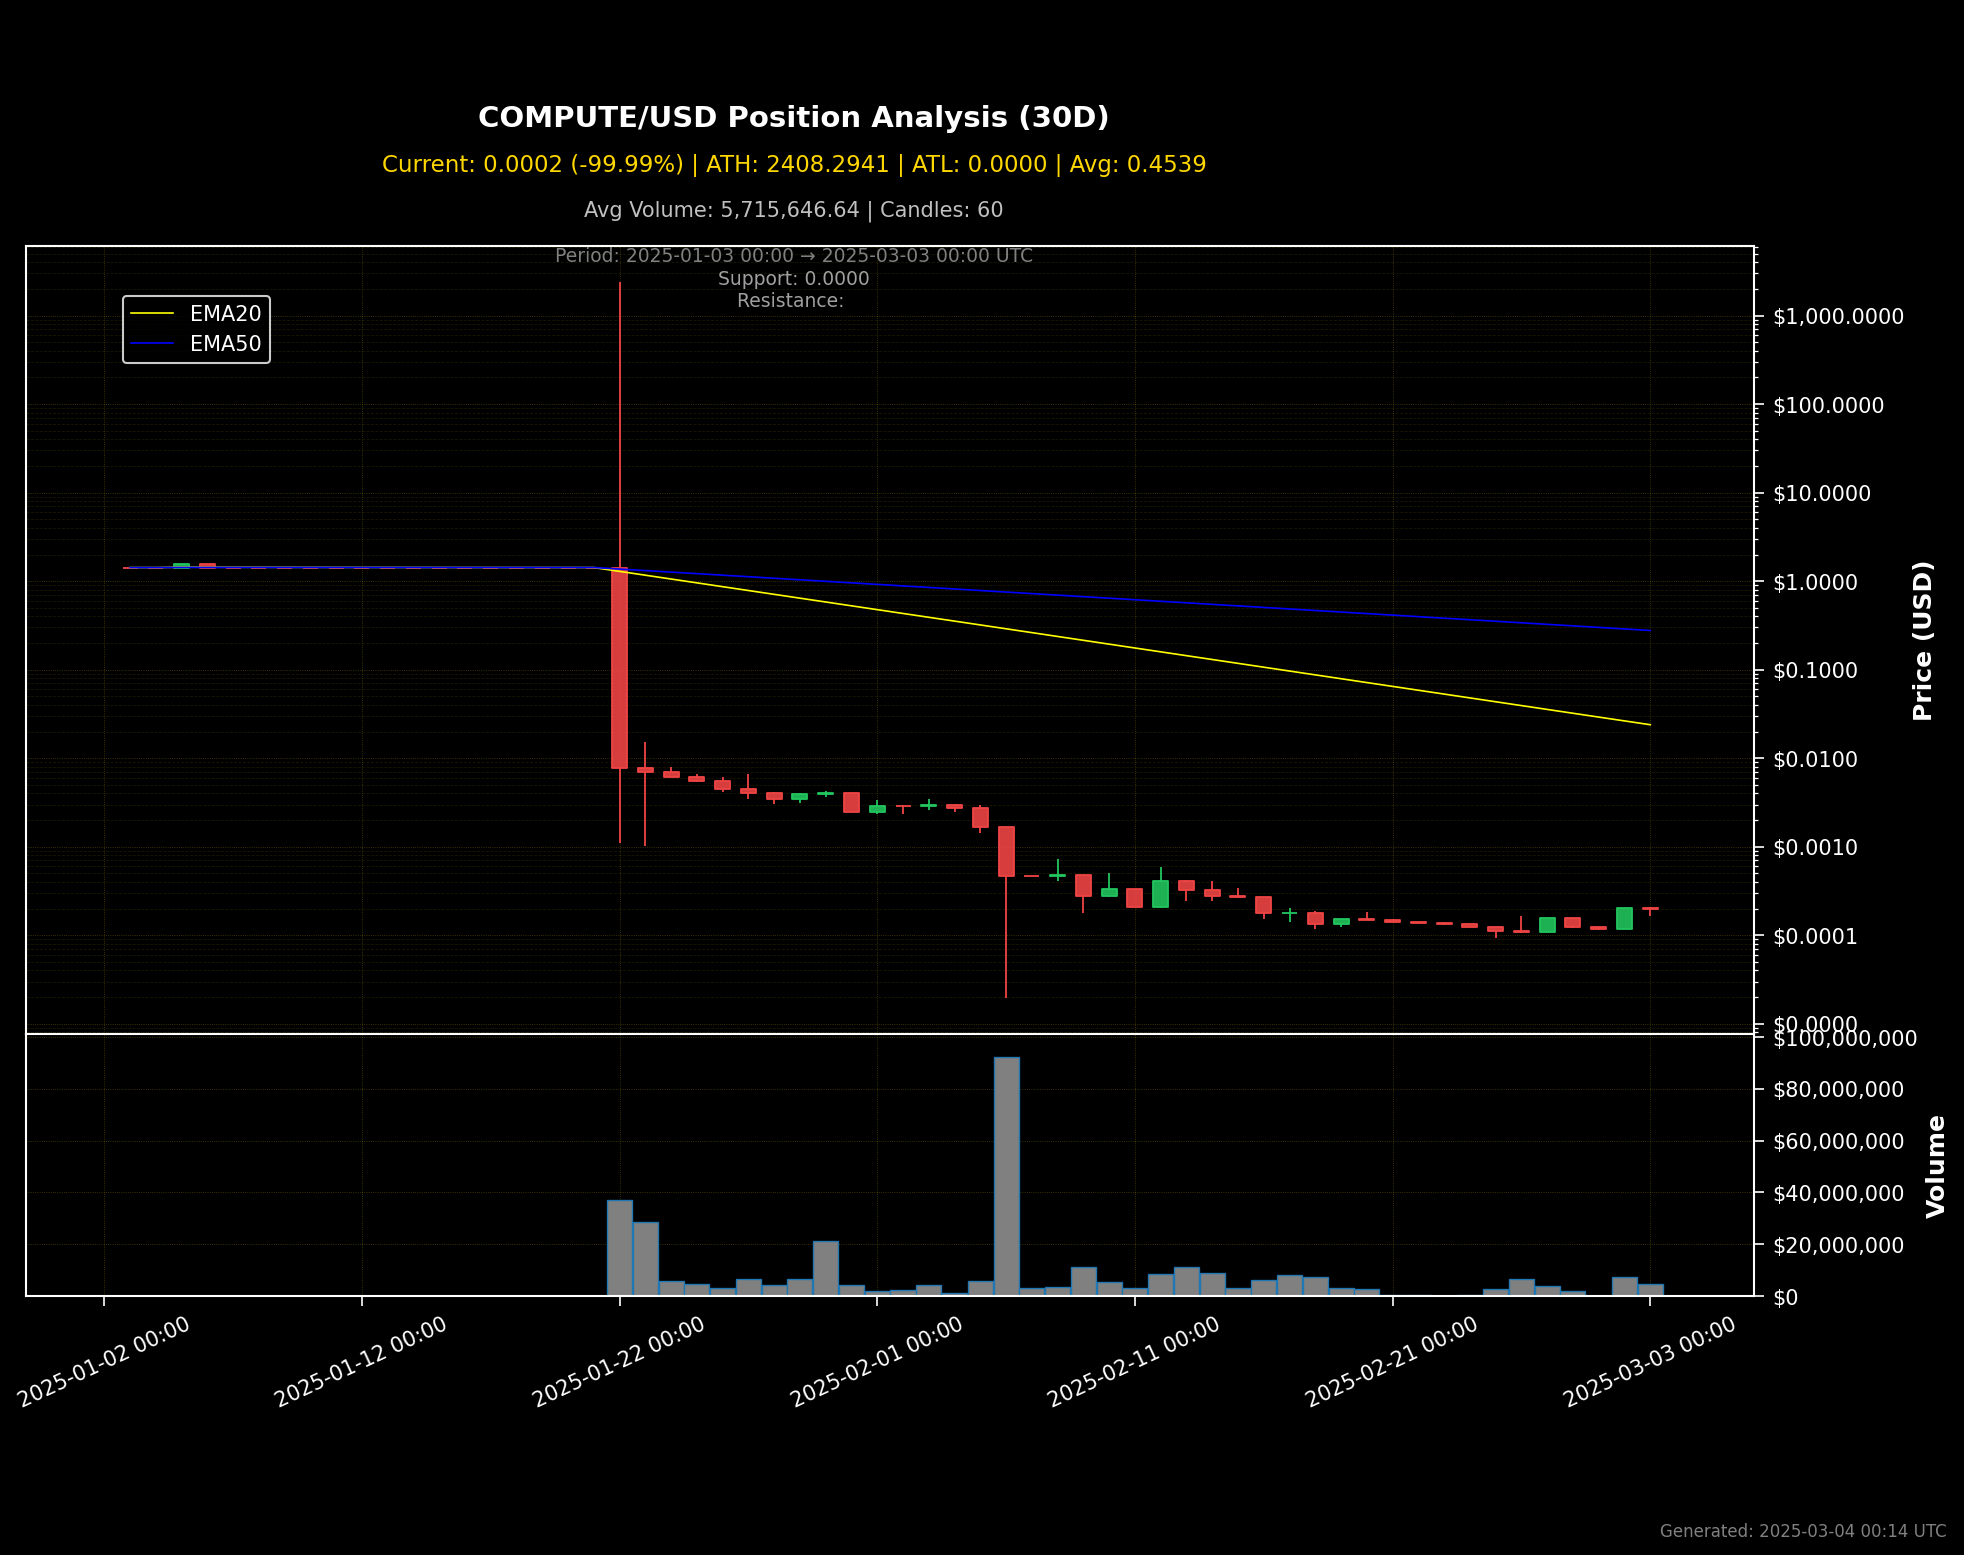 COMPUTE/USD Position Analysis (30D)
Current: 0.0002 (-99.99%) | ATH: 2408.2941 | ATL: 0.0000 | Avg: 0.4539
Avg Volume: 5,715,646.64 | Candles: 60
Period: 2025-01-03 00:00 → 2025-03-03 00:00 UTC
Support: 0.0000
Resistance:
EMA20
EMA50
$1,000.0000
$100.0000
$10.0000
$1.0000
$0.1000
$0.0100
$0.0010
$0.0001
$0.0000
Price (USD)
$100,000,000
$80,000,000
$60,000,000
$40,000,000
$20,000,000
$0
Volume
2025-01-02 00:00
2025-01-12 00:00
2025-01-22 00:00
2025-02-01 00:00
2025-02-11 00:00
2025-02-21 00:00
2025-03-03 00:00
Generated: 2025-03-04 00:14 UTC